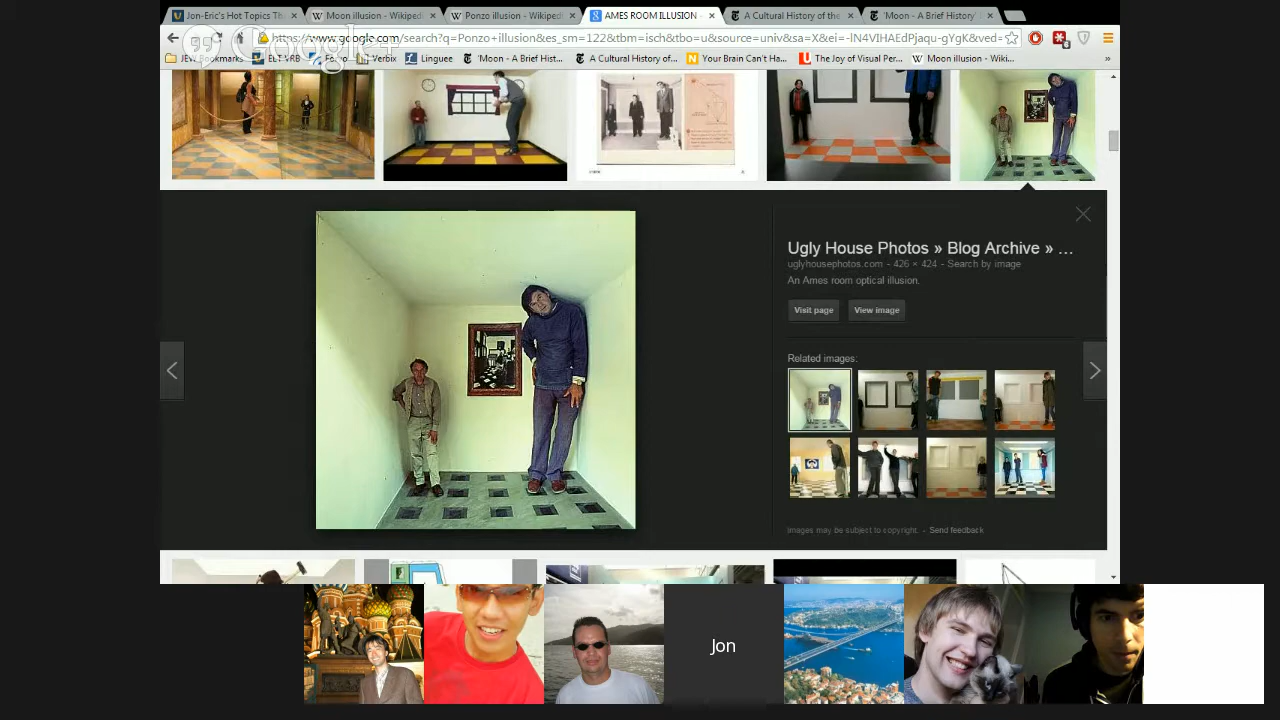 Jon-Eric's Hot Topics Th
Moon illusion - Wikiped
Ponzo illusion - Wikiped
AMES ROOM ILLUSION -
A Cultural History of the
'Moon - A Brief History'
Google+
https://www.google.com/search?q=Ponzo+illusion&es_sm=122&tbm=isch&tbo=u&source=univ&sa=X&ei=-lN4VIHAEdPjaqu-gYgK&ved=
JEW Bookmarks
ELT VRB
Verbix
Linguee
'Moon - A Brief Hist...
A Cultural History of...
Your Brain Can't Ha...
The Joy of Visual Per...
Moon illusion - Wiki...
»
Ugly House Photos » Blog Archive » ...
uglyhousephotos.com - 426 × 424 - Search by image
An Ames room optical illusion.
Visit page
View image
Related images:
Images may be subject to copyright. - Send feedback
Jon